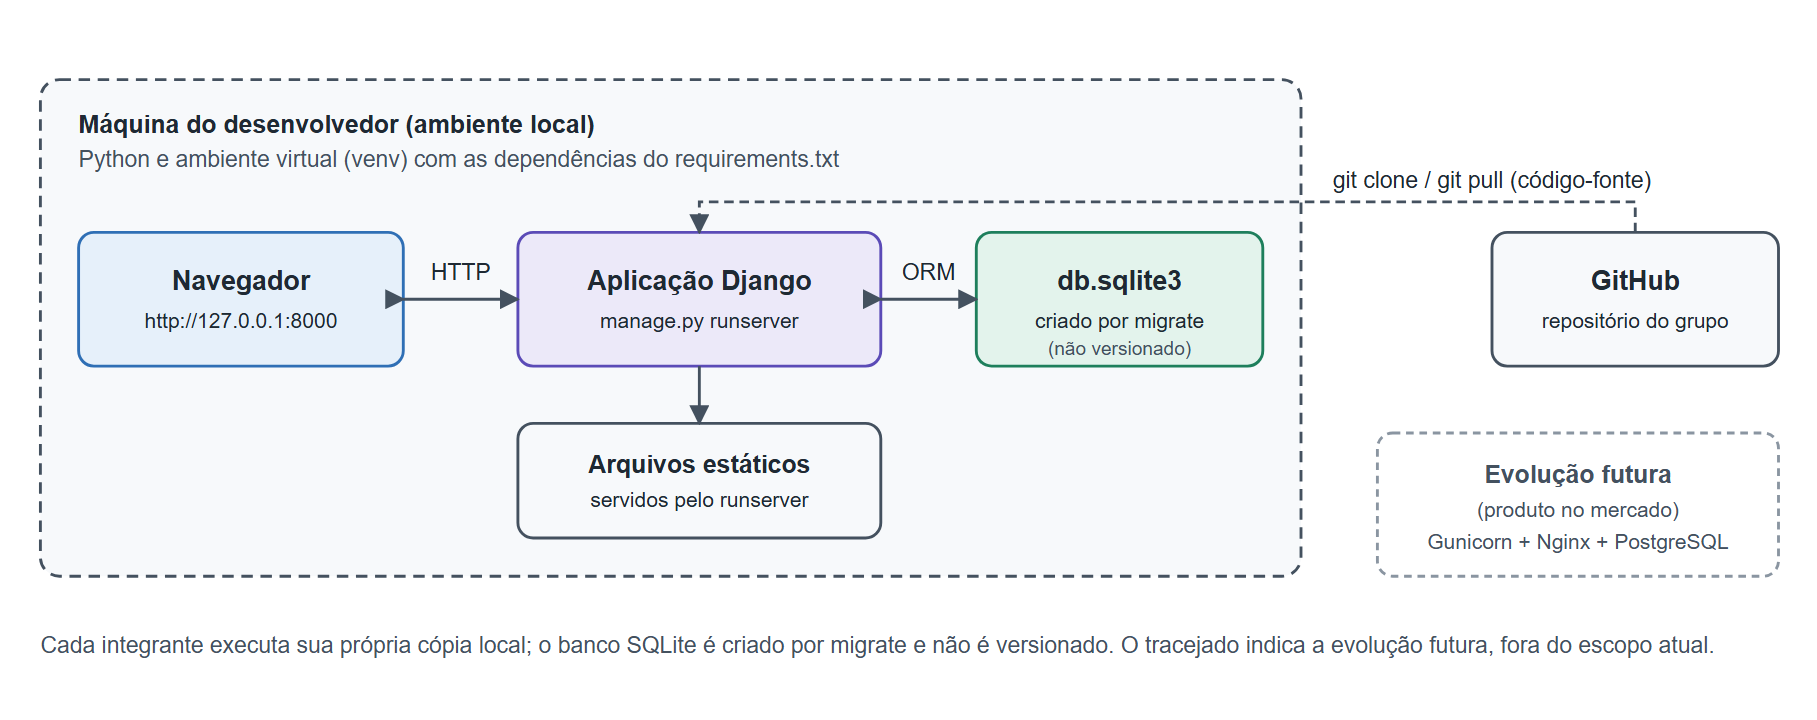 Máquina do desenvolvedor (ambiente local)
Python e ambiente virtual (venv) com as dependências do requirements.txt
git clone / git pull (código-fonte)
Navegador
http://127.0.0.1:8000
HTTP
Aplicação Django
manage.py runserver
ORM
db.sqlite3
criado por migrate
(não versionado)
GitHub
repositório do grupo
Arquivos estáticos
servidos pelo runserver
Evolução futura
(produto no mercado)
Gunicorn + Nginx + PostgreSQL
Cada integrante executa sua própria cópia local; o banco SQLite é criado por migrate e não é versionado. O tracejado indica a evolução futura, fora do escopo atual.